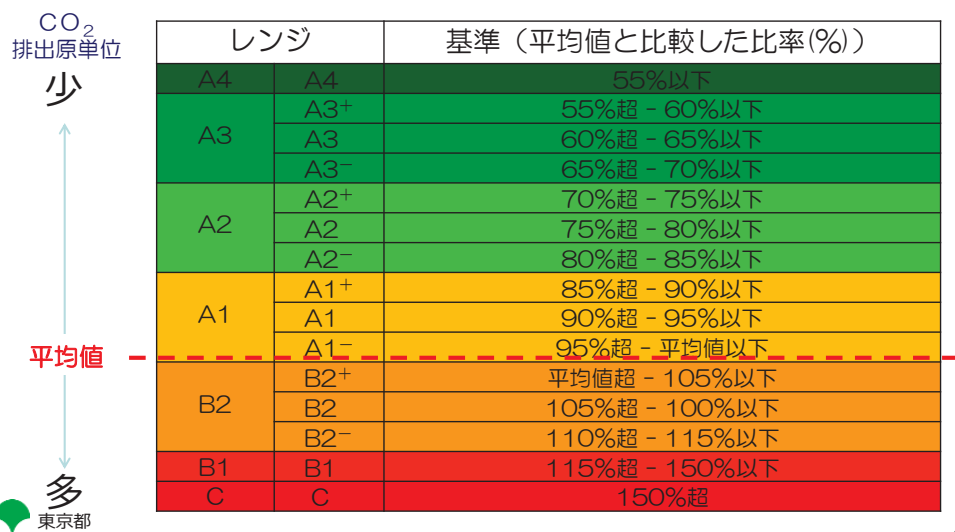 CO₂
排出原単位
少
平均値
多
東京都
レンジ 基準（平均値と比較した比率(%)）
A4 A4 55%以下
A3 A3⁺ 55%超 - 60%以下
A3 60%超 - 65%以下
A3⁻ 65%超 - 70%以下
A2 A2⁺ 70%超 - 75%以下
A2 75%超 - 80%以下
A2⁻ 80%超 - 85%以下
A1 A1⁺ 85%超 - 90%以下
A1 90%超 - 95%以下
A1⁻ 95%超 - 平均値以下
B2 B2⁺ 平均値超 - 105%以下
B2 105%超 - 100%以下
B2⁻ 110%超 - 115%以下
B1 B1 115%超 - 150%以下
C C 150%超